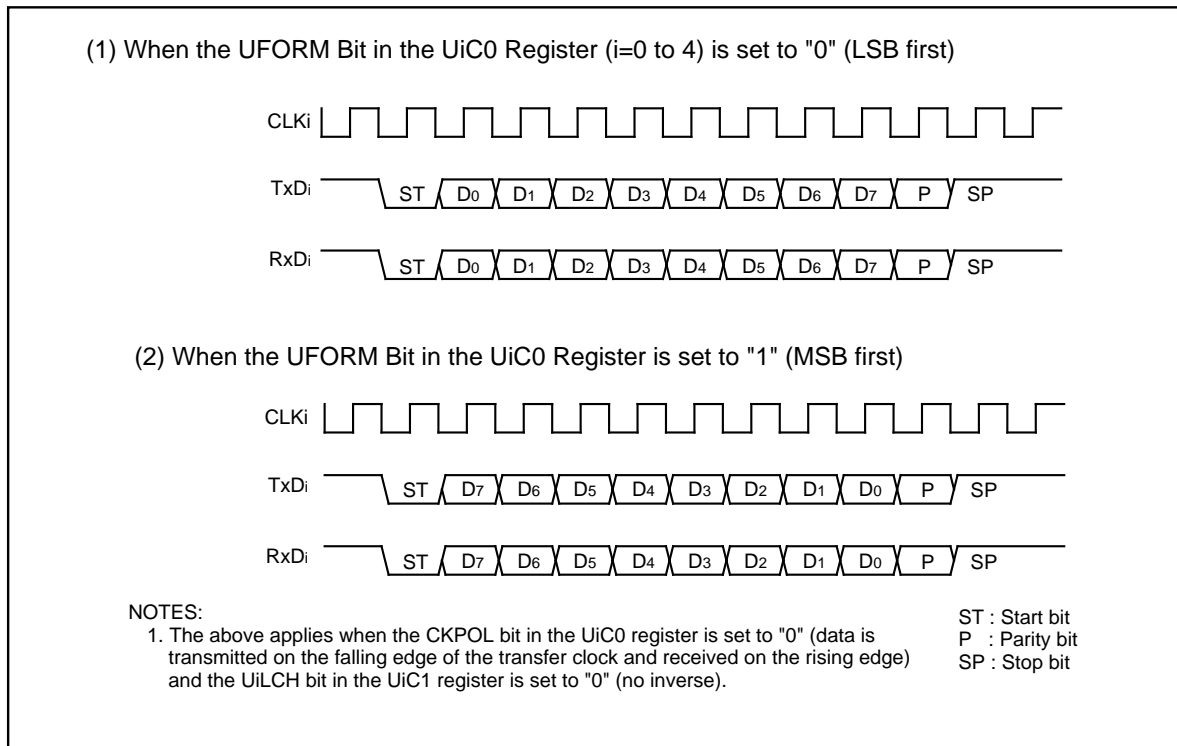 (1) When the UFORM Bit in the UiC0 Register (i=0 to 4) is set to "0" (LSB first)
CLKi
TxDi ST D0 D1 D2 D3 D4 D5 D6 D7 P SP
RxDi ST D0 D1 D2 D3 D4 D5 D6 D7 P SP
(2) When the UFORM Bit in the UiC0 Register is set to "1" (MSB first)
CLKi
TxDi ST D7 D6 D5 D4 D3 D2 D1 D0 P SP
RxDi ST D7 D6 D5 D4 D3 D2 D1 D0 P SP
NOTES:
1. The above applies when the CKPOL bit in the UiC0 register is set to "0" (data is
transmitted on the falling edge of the transfer clock and received on the rising edge)
and the UiLCH bit in the UiC1 register is set to "0" (no inverse).
ST : Start bit
P : Parity bit
SP : Stop bit